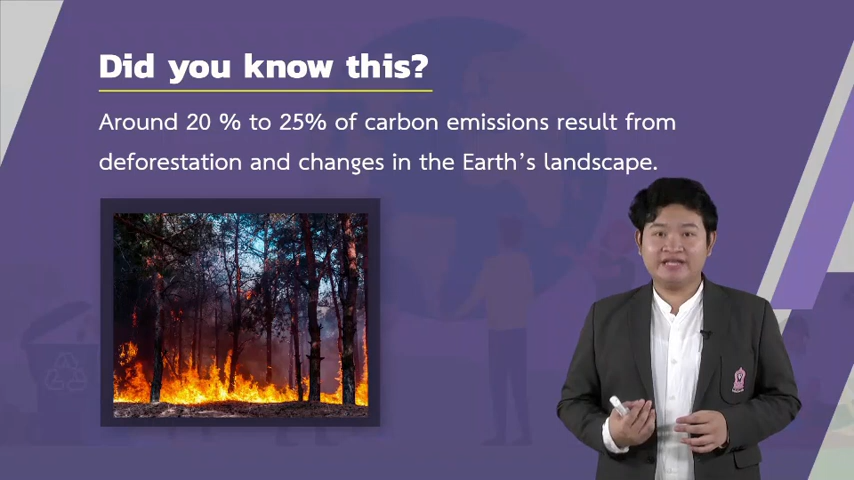 Did you know this?
Around 20 % to 25% of carbon emissions result from
deforestation and changes in the Earth’s landscape.